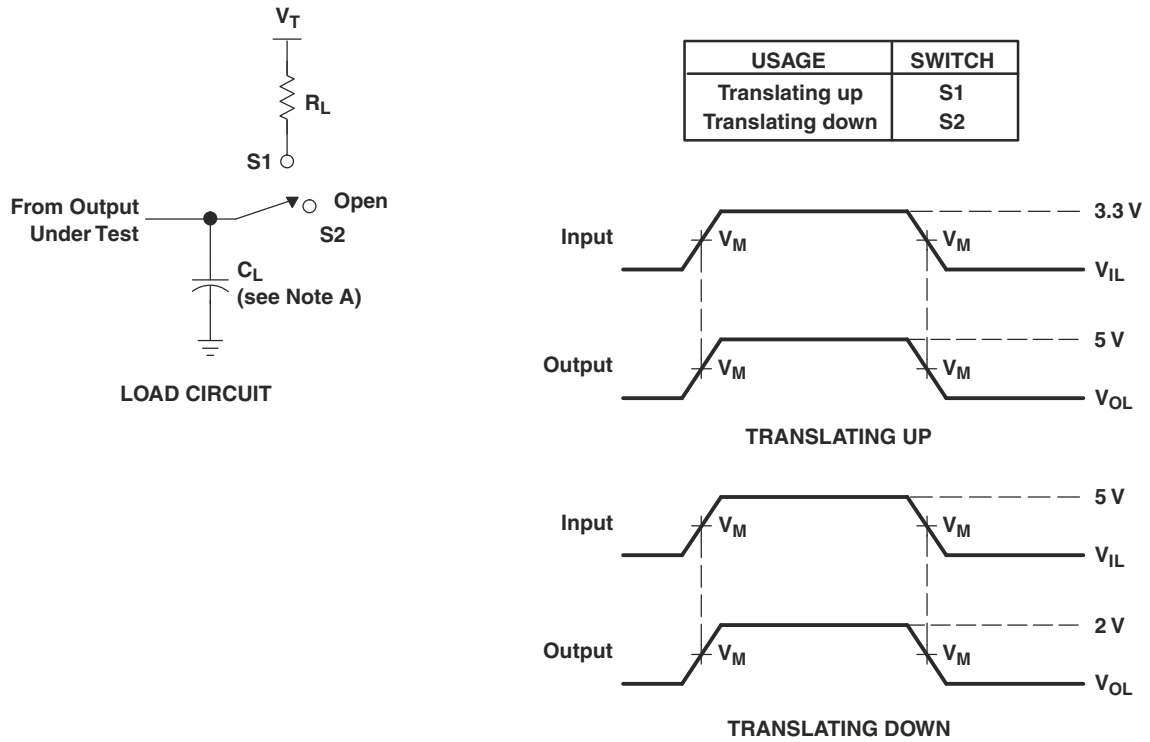 V_T
R_L
S1
From Output
Under Test
Open
S2
C_L
(see Note A)
LOAD CIRCUIT
USAGE SWITCH
Translating up S1
Translating down S2
Input V_M V_M 3.3 V
V_IL
Output V_M V_M 5 V
V_OL
TRANSLATING UP
Input V_M V_M 5 V
V_IL
Output V_M V_M 2 V
V_OL
TRANSLATING DOWN